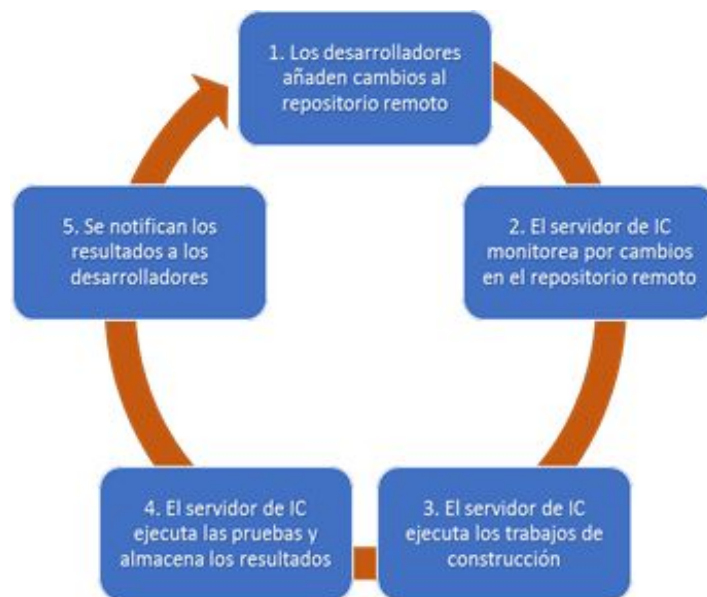 1. Los desarrolladores
añaden cambios al
repositorio remoto
2. El servidor de IC
monitorea por cambios
en el repositorio remoto
3. El servidor de IC
ejecuta los trabajos de
construcción
4. El servidor de IC
ejecuta las pruebas y
almacena los resultados
5. Se notifican los
resultados a los
desarrolladores